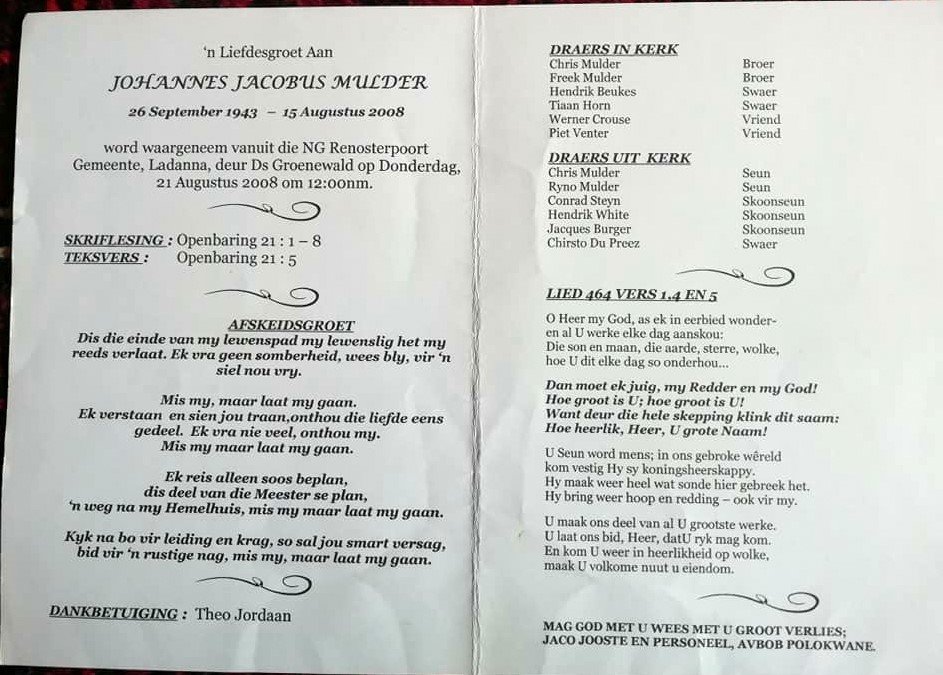 ‘n Liefdesgroet Aan
JOHANNES JACOBUS MULDER
26 September 1943 – 15 Augustus 2008
word waargeneem vanuit die NG Renosterpoort
Gemeente, Ladanna, deur Ds Groenewald op Donderdag,
21 Augustus 2008 om 12:00nm.
SKRIFLESING : Openbaring 21 : 1 – 8
TEKSVERS : Openbaring 21 : 5
AFSKEIDSGROET
Dis die einde van my lewenspad my lewenslig het my
reeds verlaat. Ek vra geen somberheid, wees bly, vir ‘n
siel nou vry.
Mis my, maar laat my gaan.
Ek verstaan en sien jou traan,onthou die liefde eens
gedeel. Ek vra nie veel, onthou my.
Mis my maar laat my gaan.
Ek reis alleen soos beplan,
dis deel van die Meester se plan,
‘n weg na my Hemelhuis, mis my maar laat my gaan.
Kyk na bo vir leiding en krag, so sal jou smart versag,
bid vir ‘n rustige nag, mis my, maar laat my gaan.
DANKBETUIGING : Theo Jordaan
DRAERS IN KERK
Chris Mulder Broer
Freek Mulder Broer
Hendrik Beukes Swaer
Tiaan Horn Swaer
Werner Crouse Vriend
Piet Venter Vriend
DRAERS UIT KERK
Chris Mulder Seun
Ryno Mulder Seun
Conrad Steyn Skoonseun
Hendrik White Skoonseun
Jacques Burger Skoonseun
Chirsto Du Preez Swaer
LIED 464 VERS 1,4 EN 5
O Heer my God, as ek in eerbied wonder-
en al U werke elke dag aanskou:
Die son en maan, die aarde, sterre, wolke,
hoe U dit elke dag so onderhou...
Dan moet ek juig, my Redder en my God!
Hoe groot is U; hoe groot is U!
Want deur die hele skepping klink dit saam:
Hoe heerlik, Heer, U grote Naam!
U Seun word mens; in ons gebroke wêreld
kom vestig Hy sy koningsheerskappy.
Hy maak weer heel wat sonde hier gebreek het.
Hy bring weer hoop en redding – ook vir my.
U maak ons deel van al U grootste werke.
U laat ons bid, Heer, datU ryk mag kom.
En kom U weer in heerlikheid op wolke,
maak U volkome nuut u eiendom.
MAG GOD MET U WEES MET U GROOT VERLIES;
JACO JOOSTE EN PERSONEEL, AVBOB POLOKWANE.